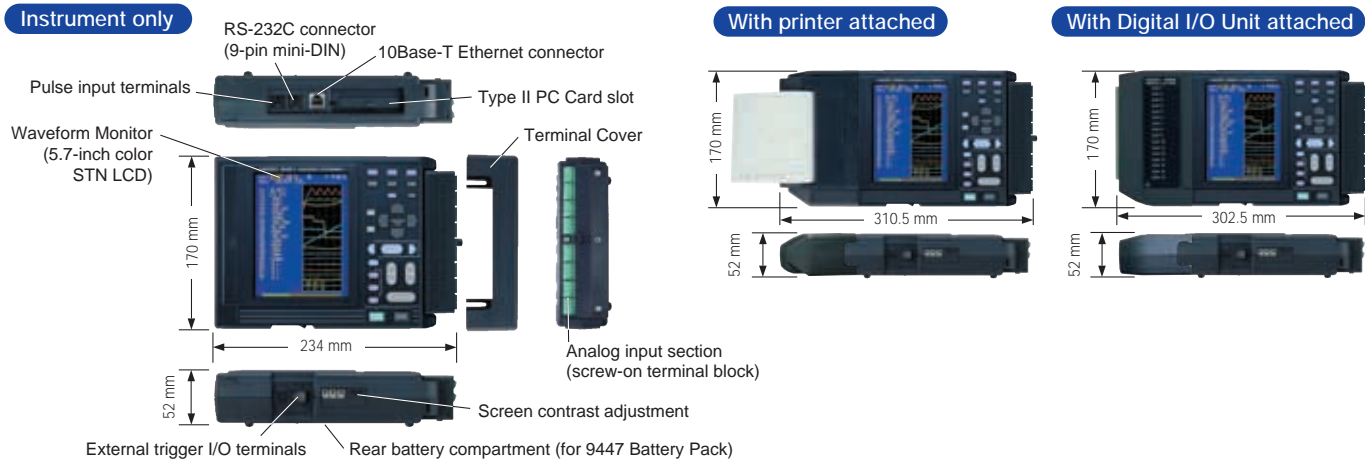 Instrument only
With printer attached
With Digital I/O Unit attached
RS-232C connector
(9-pin mini-DIN)
10Base-T Ethernet connector
Pulse input terminals
Type II PC Card slot
Waveform Monitor
(5.7-inch color
STN LCD)
Terminal Cover
170 mm
234 mm
Analog input section
(screw-on terminal block)
52 mm
Screen contrast adjustment
External trigger I/O terminals
Rear battery compartment (for 9447 Battery Pack)
170 mm
310.5 mm
52 mm
170 mm
302.5 mm
52 mm